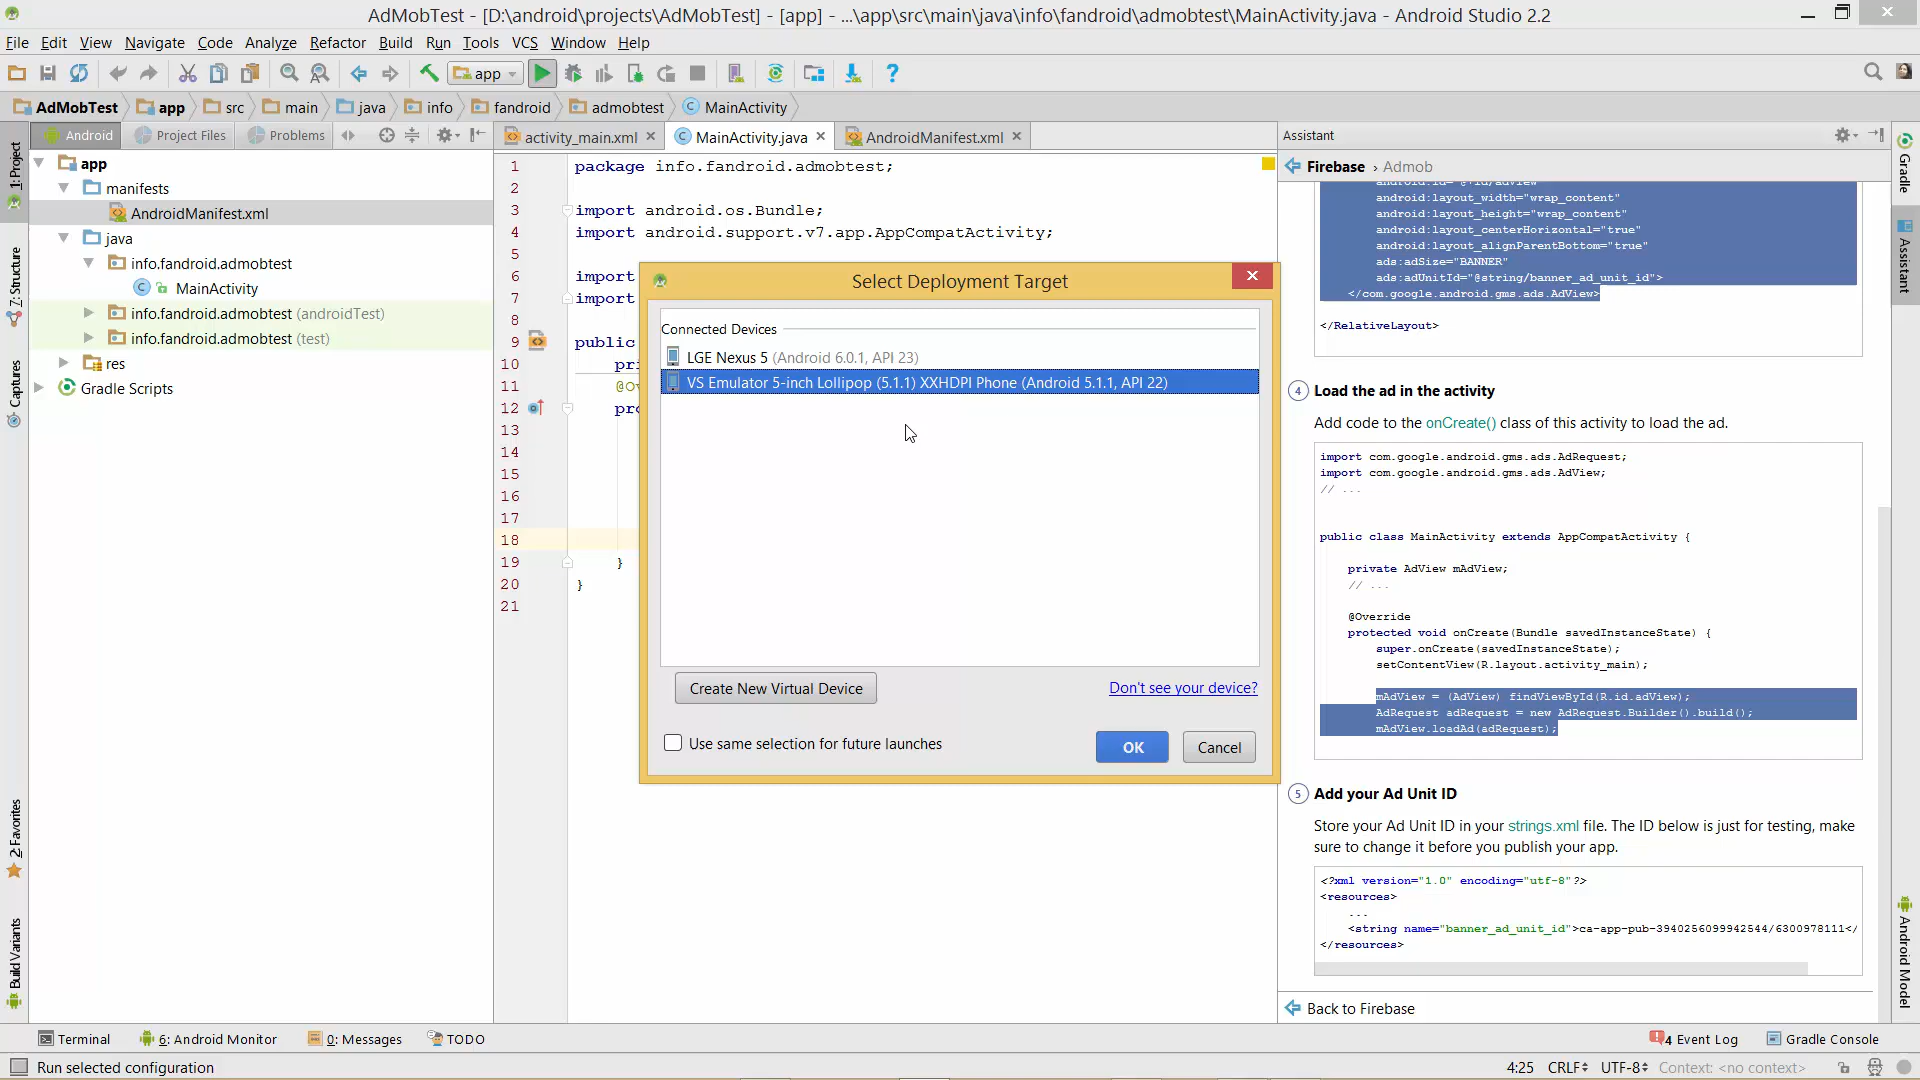 AdMobTest - [D:\android\projects\AdMobTest] - [app] - ...\app\src\main\java\info\fandroid\admobtest\MainActivity.java - Android Studio 2.2
File Edit View Navigate Code Analyze Refactor Build Run Tools VCS Window Help
app
AdMobTest app src main java info fandroid admobtest MainActivity
Android Project Files Problems
activity_main.xml MainActivity.java AndroidManifest.xml
Assistant
1: Project
7: Structure
Captures
2: Favorites
Build Variants
app
manifests
AndroidManifest.xml
java
info.fandroid.admobtest
MainActivity
info.fandroid.admobtest (androidTest)
info.fandroid.admobtest (test)
res
Gradle Scripts
1 package info.fandroid.admobtest;
2
3 import android.os.Bundle;
4 import android.support.v7.app.AppCompatActivity;
5
6 import
7 import
8
9 public
10 pri
11 @Ov
12 pro
13
14
15
16
17
18
19 }
20 }
21
Select Deployment Target
Connected Devices
LGE Nexus 5 (Android 6.0.1, API 23)
VS Emulator 5-inch Lollipop (5.1.1) XXHDPI Phone (Android 5.1.1, API 22)
Create New Virtual Device
Don't see your device?
Use same selection for future launches
OK
Cancel
Firebase › Admob
android:id="@+id/adView"
android:layout_width="wrap_content"
android:layout_height="wrap_content"
android:layout_centerHorizontal="true"
android:layout_alignParentBottom="true"
ads:adSize="BANNER"
ads:adUnitId="@string/banner_ad_unit_id">
</com.google.android.gms.ads.AdView>
</RelativeLayout>
4 Load the ad in the activity
Add code to the onCreate() class of this activity to load the ad.
import com.google.android.gms.ads.AdRequest;
import com.google.android.gms.ads.AdView;
// ...
public class MainActivity extends AppCompatActivity {
private AdView mAdView;
// ...
@Override
protected void onCreate(Bundle savedInstanceState) {
super.onCreate(savedInstanceState);
setContentView(R.layout.activity_main);
mAdView = (AdView) findViewById(R.id.adView);
AdRequest adRequest = new AdRequest.Builder().build();
mAdView.loadAd(adRequest);
5 Add your Ad Unit ID
Store your Ad Unit ID in your strings.xml file. The ID below is just for testing, make
sure to change it before you publish your app.
<?xml version="1.0" encoding="utf-8"?>
<resources>
...
<string name="banner_ad_unit_id">ca-app-pub-3940256099942544/6300978111</
</resources>
Back to Firebase
Gradle
Assistant
Android Model
Terminal 6: Android Monitor 0: Messages TODO
4 Event Log Gradle Console
Run selected configuration
4:25 CRLF UTF-8 Context: <no context>